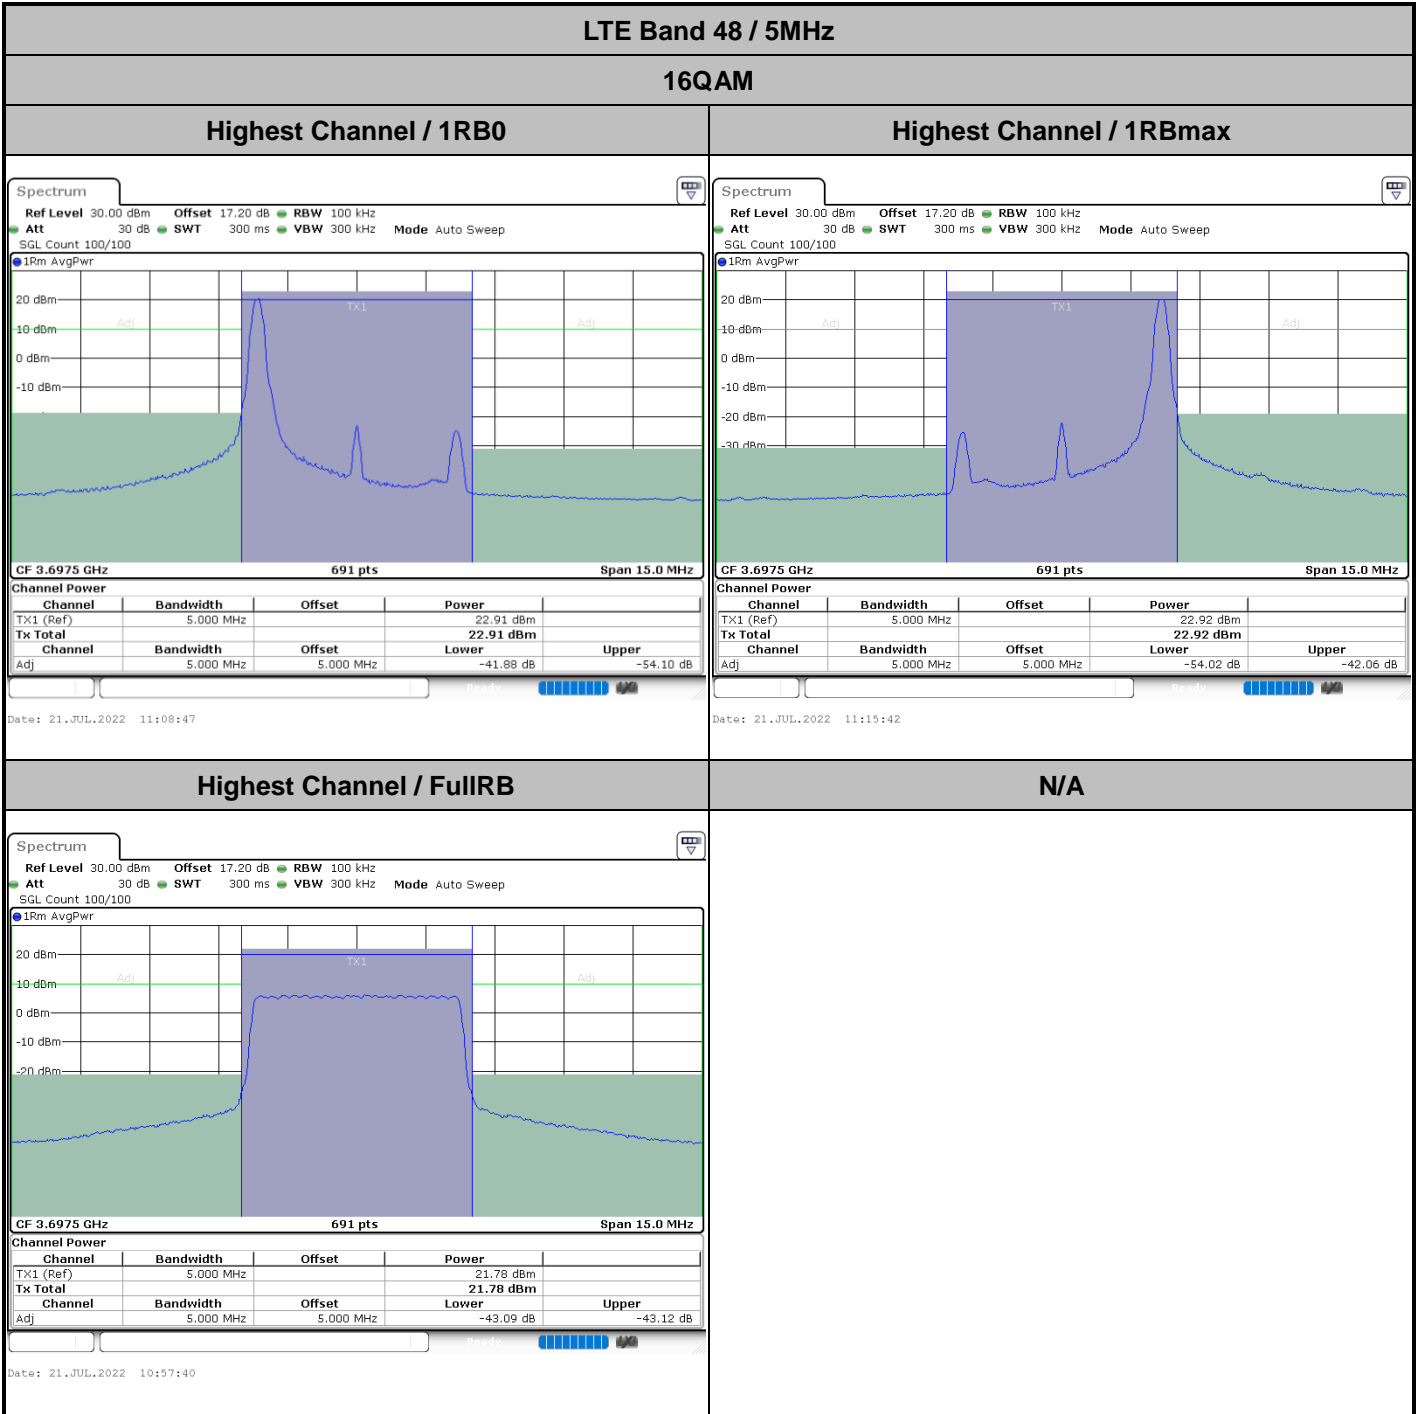 LTE Band 48 / 5MHz
16QAM
Highest Channel / 1RB0
Highest Channel / 1RBmax
Spectrum
Ref Level 30.00 dBm Offset 17.20 dB RBW 100 kHz
Att 30 dB SWT 300 ms VBW 300 kHz Mode Auto Sweep
SGL Count 100/100
1Rm AvgPwr
TX1
20 dBm
Adj
Adj
10 dBm
0 dBm
-10 dBm
CF 3.6975 GHz 691 pts Span 15.0 MHz
Channel Power
Channel Bandwidth Offset Power
TX1 (Ref) 5.000 MHz 22.91 dBm
Tx Total 22.91 dBm
Channel Bandwidth Offset Lower Upper
Adj 5.000 MHz 5.000 MHz -41.88 dB -54.10 dB
Ready
Date: 21.JUL.2022 11:08:47
Spectrum
Ref Level 30.00 dBm Offset 17.20 dB RBW 100 kHz
Att 30 dB SWT 300 ms VBW 300 kHz Mode Auto Sweep
SGL Count 100/100
1Rm AvgPwr
20 dBm
TX1
Adj
Adj
10 dBm
0 dBm
-10 dBm
-20 dBm
-30 dBm
CF 3.6975 GHz 691 pts Span 15.0 MHz
Channel Power
Channel Bandwidth Offset Power
TX1 (Ref) 5.000 MHz 22.92 dBm
Tx Total 22.92 dBm
Channel Bandwidth Offset Lower Upper
Adj 5.000 MHz 5.000 MHz -54.02 dB -42.06 dB
Ready
Date: 21.JUL.2022 11:15:42
Highest Channel / FullRB
N/A
Spectrum
Ref Level 30.00 dBm Offset 17.20 dB RBW 100 kHz
Att 30 dB SWT 300 ms VBW 300 kHz Mode Auto Sweep
SGL Count 100/100
1Rm AvgPwr
20 dBm
TX1
Adj
Adj
10 dBm
0 dBm
-10 dBm
-20 dBm
CF 3.6975 GHz 691 pts Span 15.0 MHz
Channel Power
Channel Bandwidth Offset Power
TX1 (Ref) 5.000 MHz 21.78 dBm
Tx Total 21.78 dBm
Channel Bandwidth Offset Lower Upper
Adj 5.000 MHz 5.000 MHz -43.09 dB -43.12 dB
Ready
Date: 21.JUL.2022 10:57:40